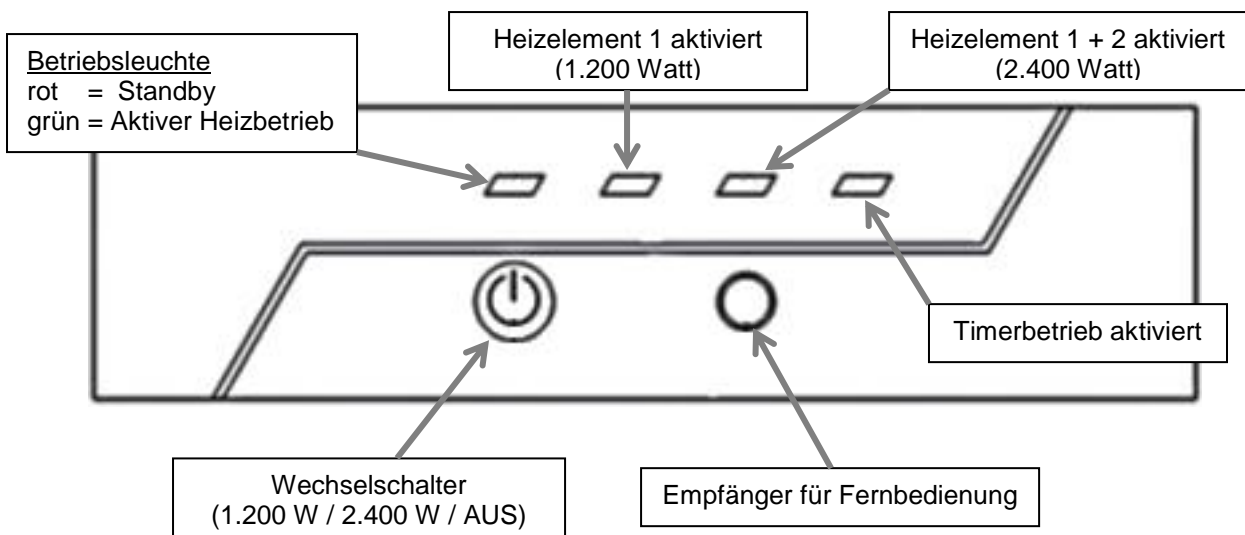 Betriebsleuchte
rot = Standby
grün = Aktiver Heizbetrieb
Heizelement 1 aktiviert
(1.200 Watt)
Heizelement 1 + 2 aktiviert
(2.400 Watt)
Timerbetrieb aktiviert
Wechselschalter
(1.200 W / 2.400 W / AUS)
Empfänger für Fernbedienung